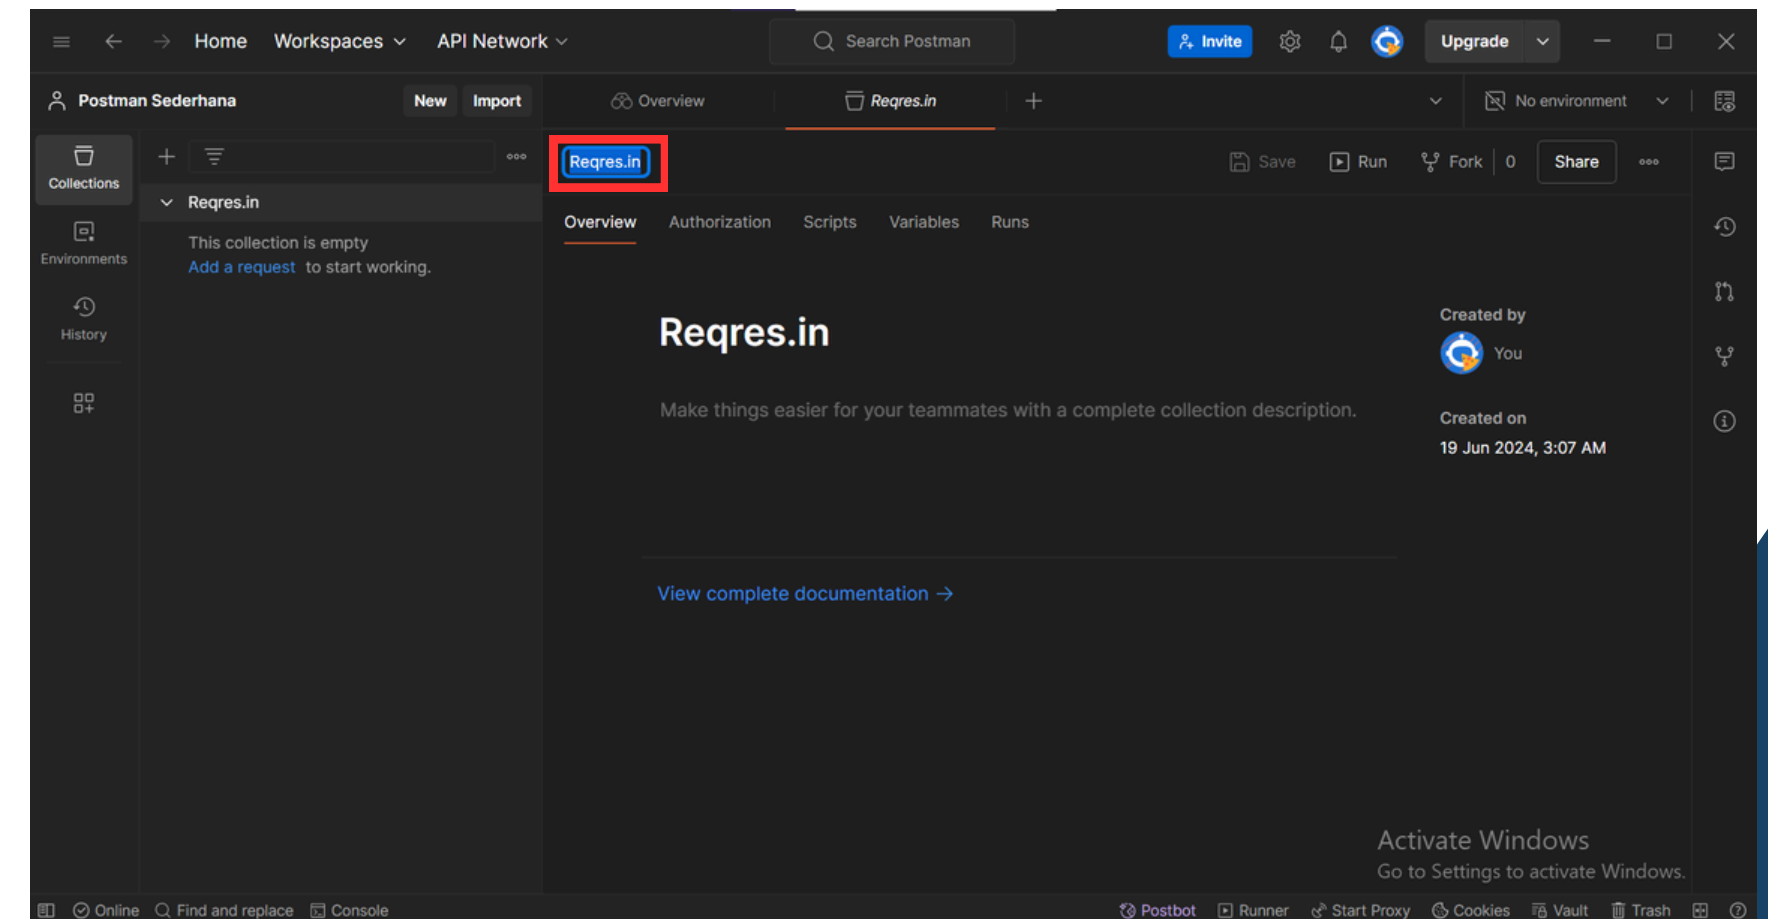 Home Workspaces API Network Search Postman Invite Upgrade
Postman Sederhana New Import Overview Reqres.in No environment
Collections
Environments
History
Reqres.in
This collection is empty
Add a request to start working.
Reqres.in Save Run Fork 0 Share
Overview Authorization Scripts Variables Runs
Reqres.in
Make things easier for your teammates with a complete collection description.
View complete documentation →
Created by
You
Created on
19 Jun 2024, 3:07 AM
Activate Windows
Go to Settings to activate Windows.
Online Find and replace Console Postbot Runner Start Proxy Cookies Vault Trash